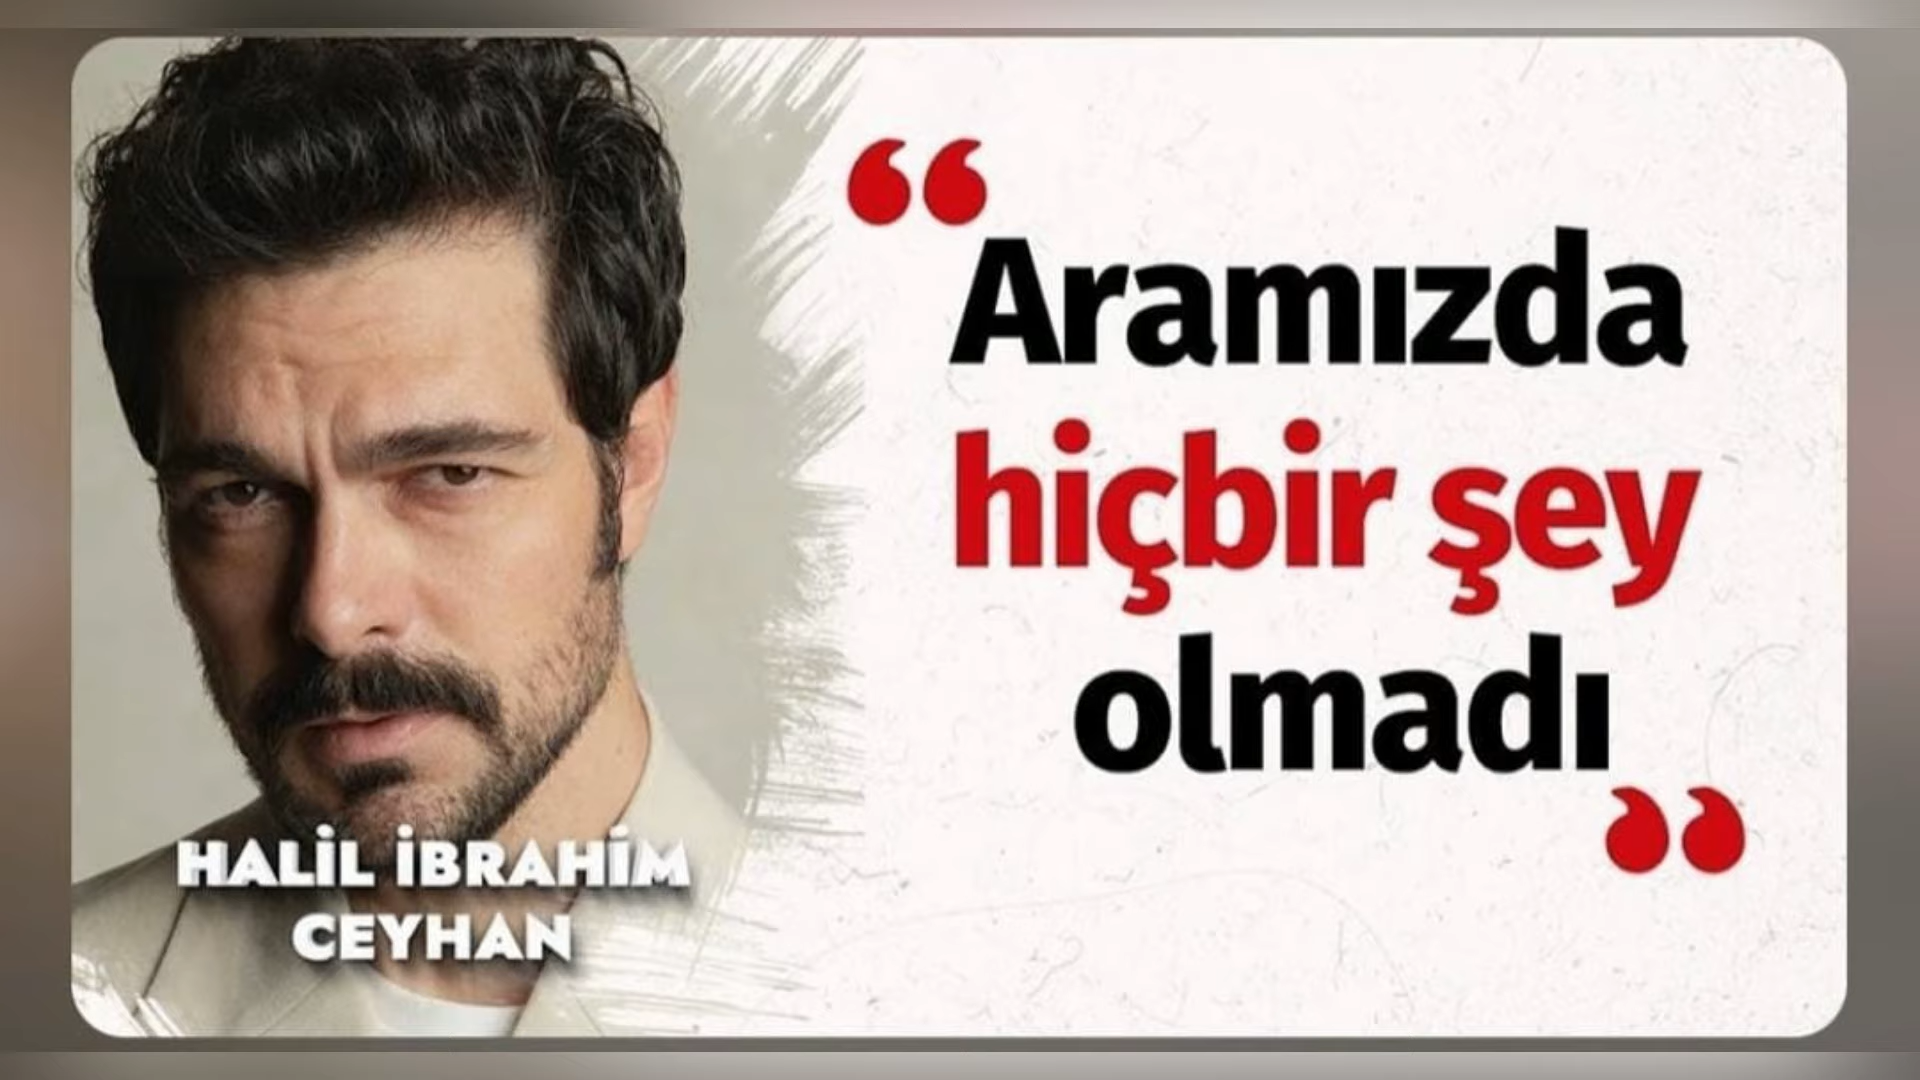 “Aramızda
hiçbir şey
olmadı”
HALİL İBRAHİM
CEYHAN